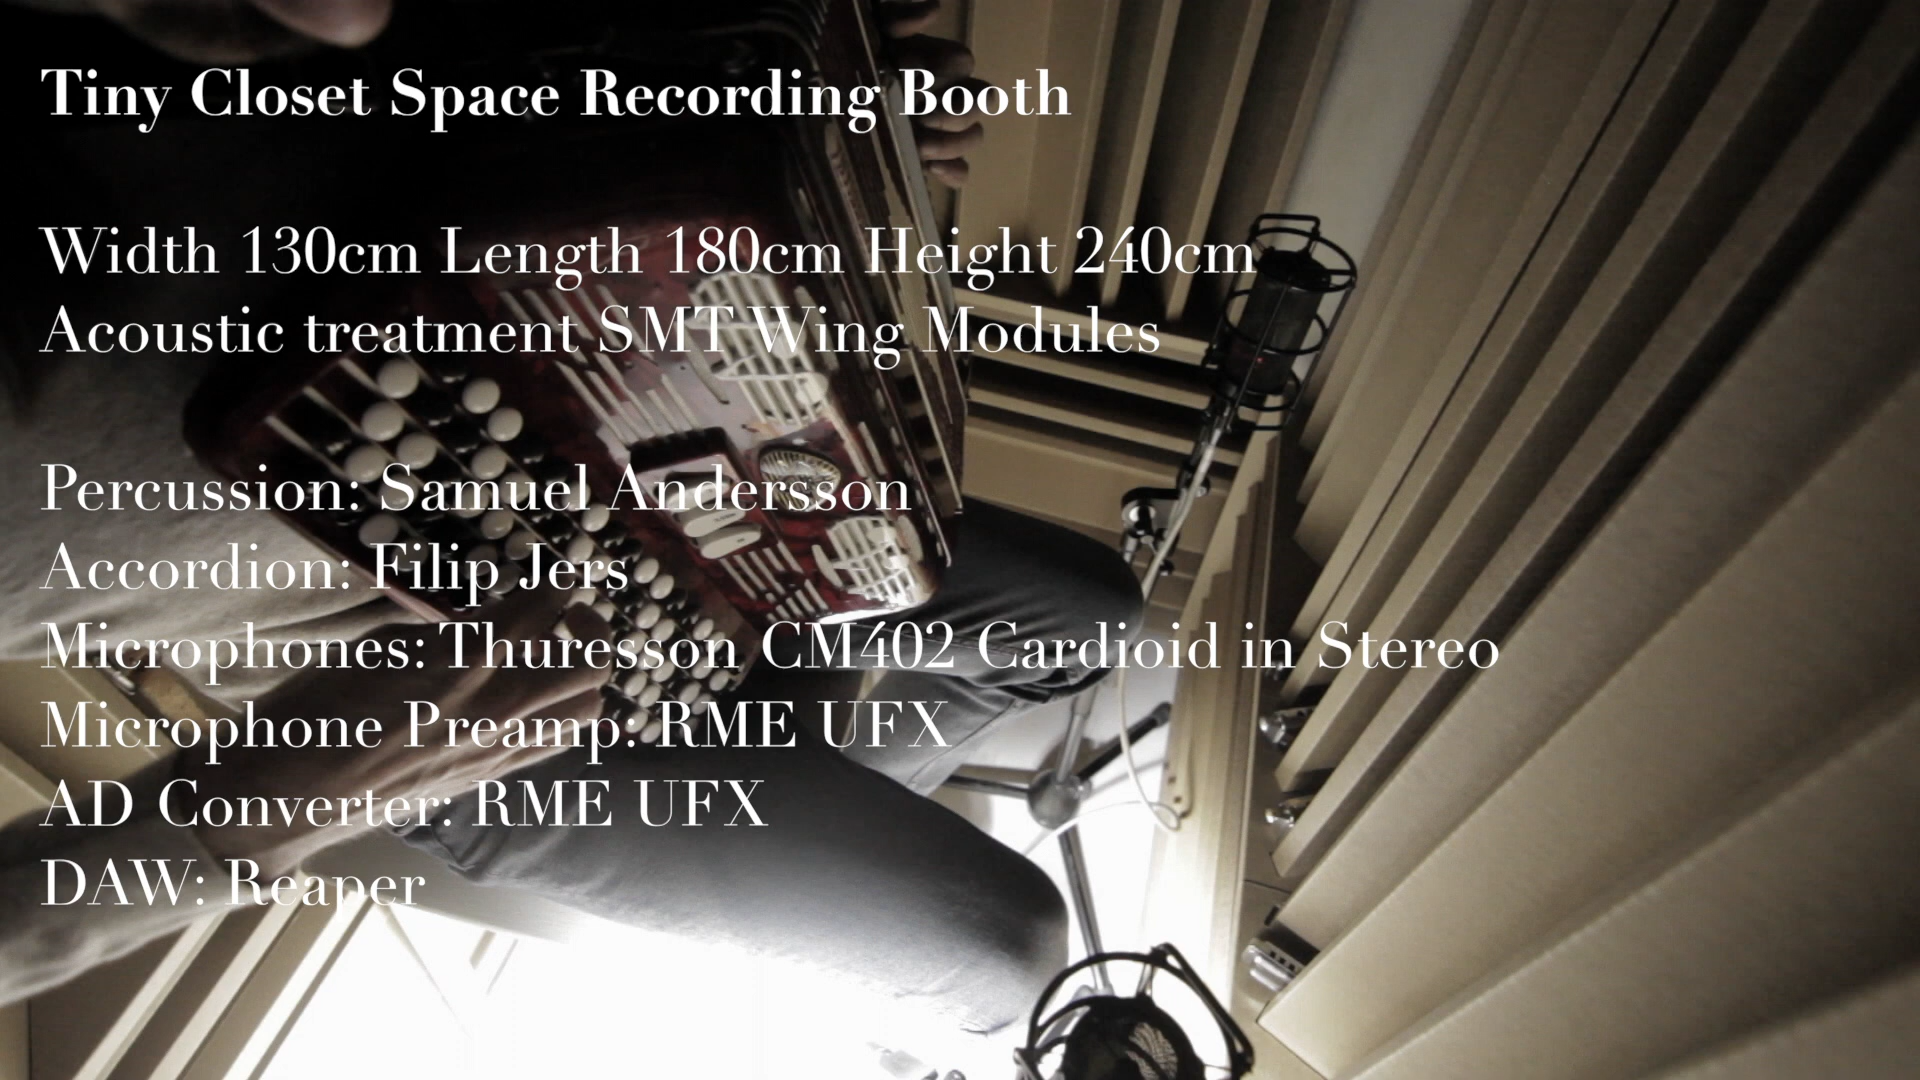 Tiny Closet Space Recording Booth
Width 130cm Length 180cm Height 240cm
Acoustic treatment SMT Wing Modules
Percussion: Samuel Andersson
Accordion: Filip Jers
Microphones: Thuresson CM402 Cardioid in Stereo
Microphone Preamp: RME UFX
AD Converter: RME UFX
DAW: Reaper